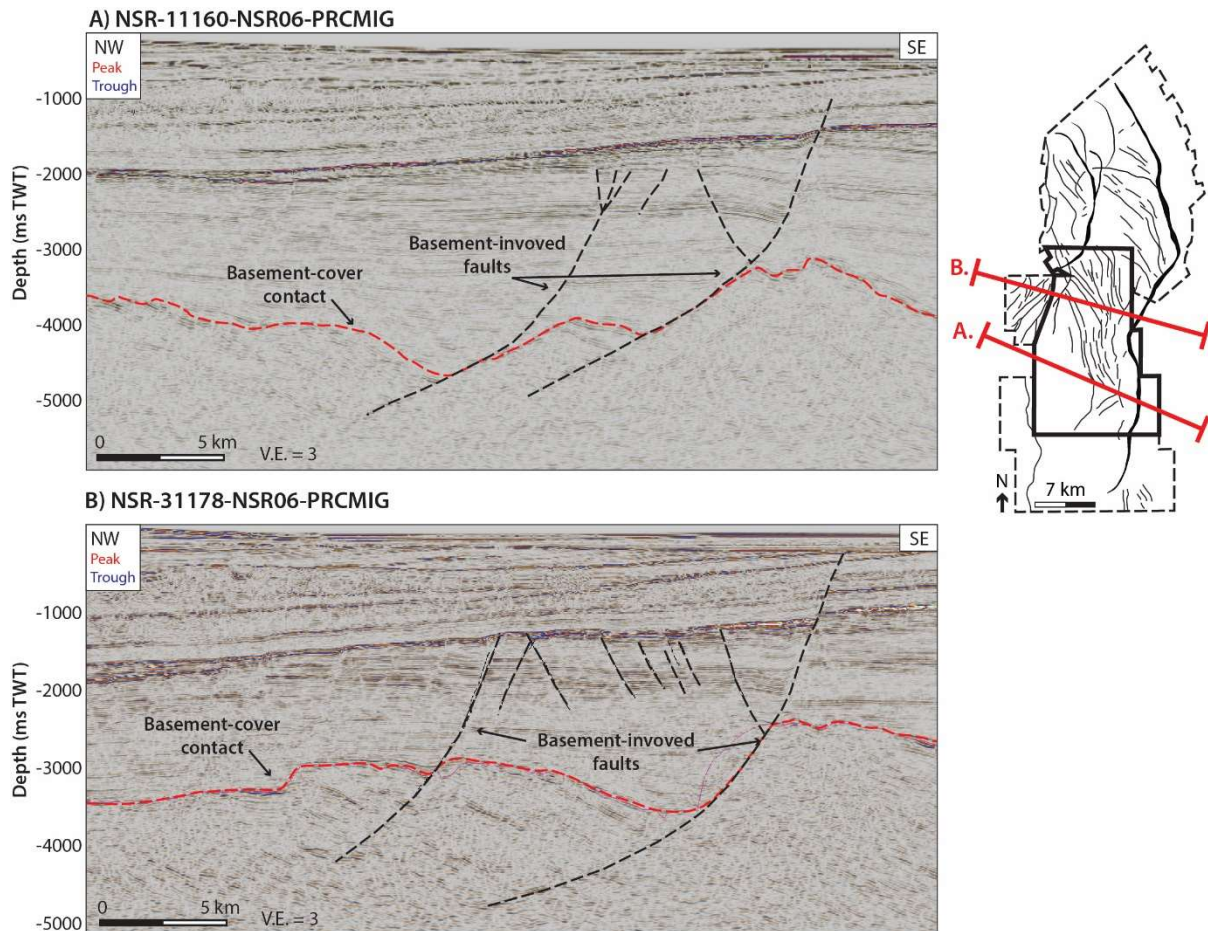 A) NSR-11160-NSR06-PRCMIG
NW
Peak
Trough
SE
-1000
-2000
-3000
-4000
-5000
Depth (ms TWT)
Basement-invoved
faults
Basement-cover
contact
0 5 km
V.E. = 3
B) NSR-31178-NSR06-PRCMIG
NW
Peak
Trough
SE
-1000
-2000
-3000
-4000
-5000
Depth (ms TWT)
Basement-cover
contact
Basement-invoved
faults
0 5 km
V.E. = 3
B.
A.
N
7 km